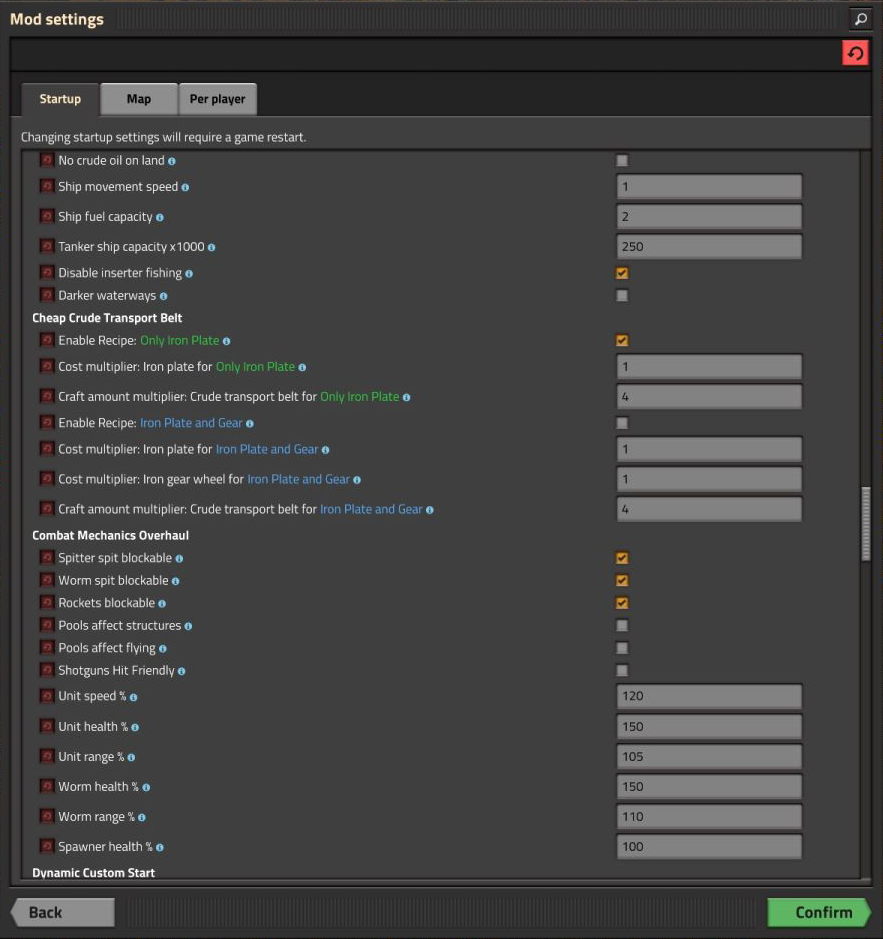 Mod settings
Startup Map Per player
Changing startup settings will require a game restart.
No crude oil on land
Ship movement speed 1
Ship fuel capacity 2
Tanker ship capacity x1000 250
Disable inserter fishing
Darker waterways
Cheap Crude Transport Belt
Enable Recipe: Only Iron Plate
Cost multiplier: Iron plate for Only Iron Plate 1
Craft amount multiplier: Crude transport belt for Only Iron Plate 4
Enable Recipe: Iron Plate and Gear
Cost multiplier: Iron plate for Iron Plate and Gear 1
Cost multiplier: Iron gear wheel for Iron Plate and Gear 1
Craft amount multiplier: Crude transport belt for Iron Plate and Gear 4
Combat Mechanics Overhaul
Spitter spit blockable
Worm spit blockable
Rockets blockable
Pools affect structures
Pools affect flying
Shotguns Hit Friendly
Unit speed % 120
Unit health % 150
Unit range % 105
Worm health % 150
Worm range % 110
Spawner health % 100
Dynamic Custom Start
Back Confirm